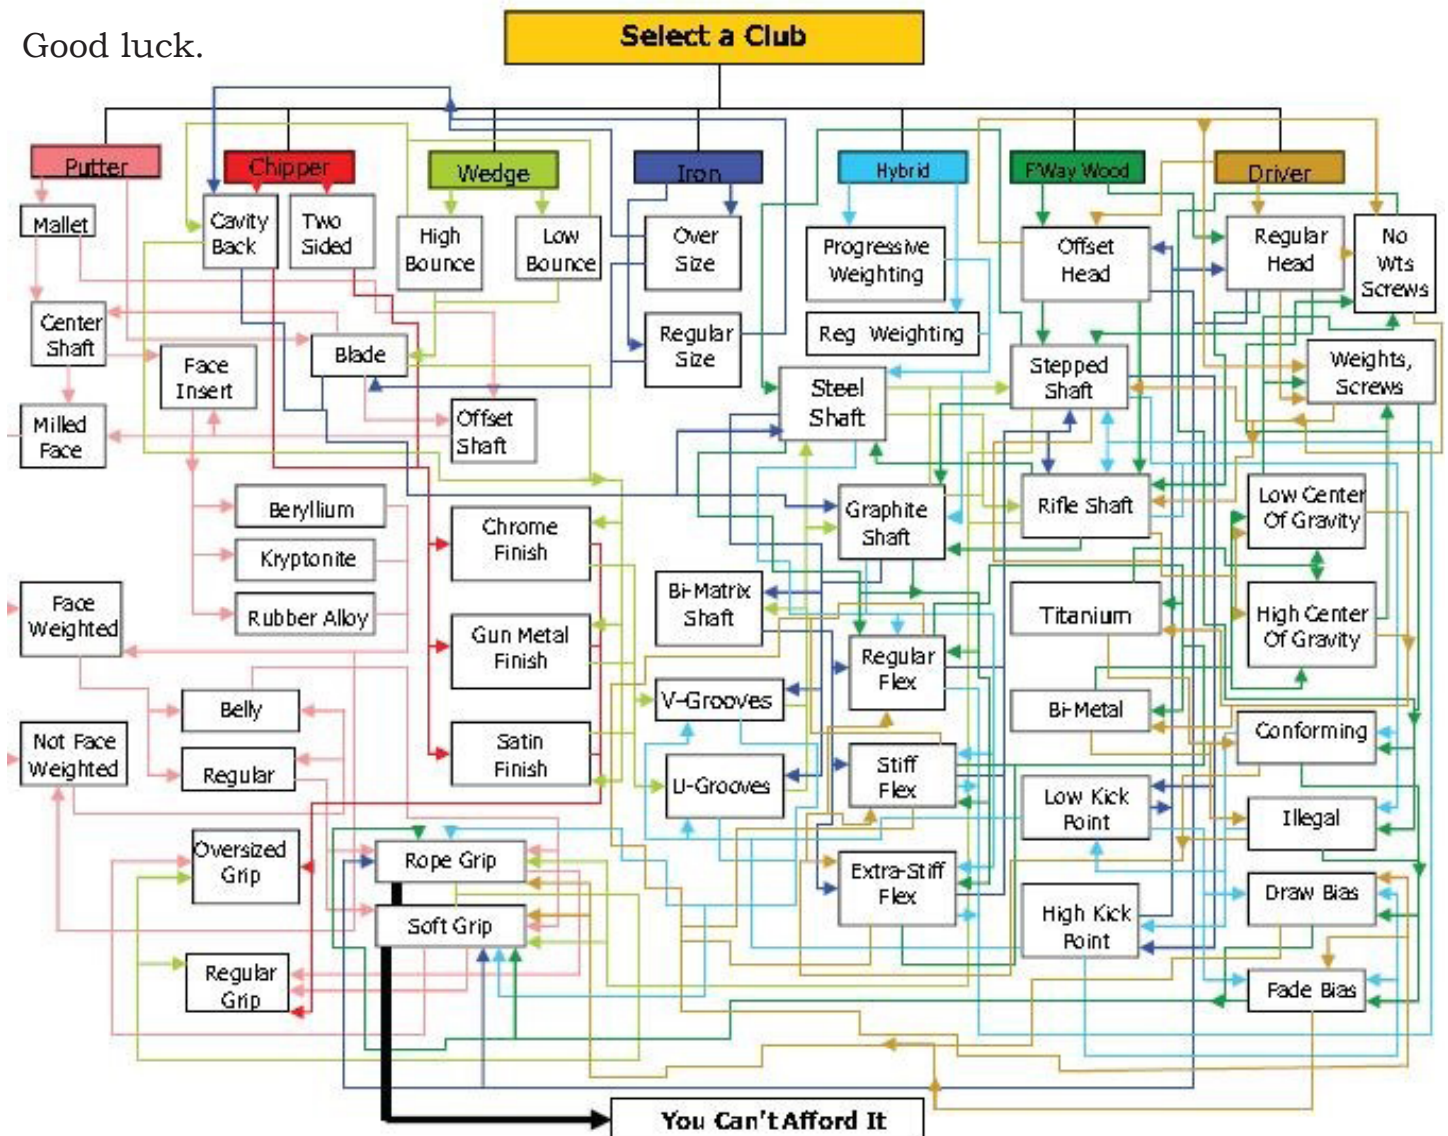 Good luck.
Select a Club
Putter
Chipper
Wedge
Iron
Hybrid
F'Way Wood
Driver
Mallet
Cavity
Back
Two
Sided
High
Bounce
Low
Bounce
Over
Size
Progressive
Weighting
Offset
Head
Regular
Head
No
Wts
Screws
Center
Shaft
Face
Insert
Blade
Regular
Size
Reg Weighting
Stepped
Shaft
Weights,
Screws
Milled
Face
Offset
Shaft
Steel
Shaft
Beryllium
Kryptonite
Rubber Alloy
Chrome
Finish
Graphite
Shaft
Rifle Shaft
Low Center
Of Gravity
Face
Weighted
Gun Metal
Finish
Bi-Matrix
Shaft
Regular
Flex
Titanium
High Center
Of Gravity
Belly
V-Grooves
Bi-Metal
Conforming
Not Face
Weighted
Regular
Satin
Finish
U-Grooves
Stiff
Flex
Low Kick
Point
Illegal
Oversized
Grip
Rope Grip
Extra-Stiff
Flex
High Kick
Point
Draw Bias
Soft Grip
Regular
Grip
Fade Bias
You Can't Afford It